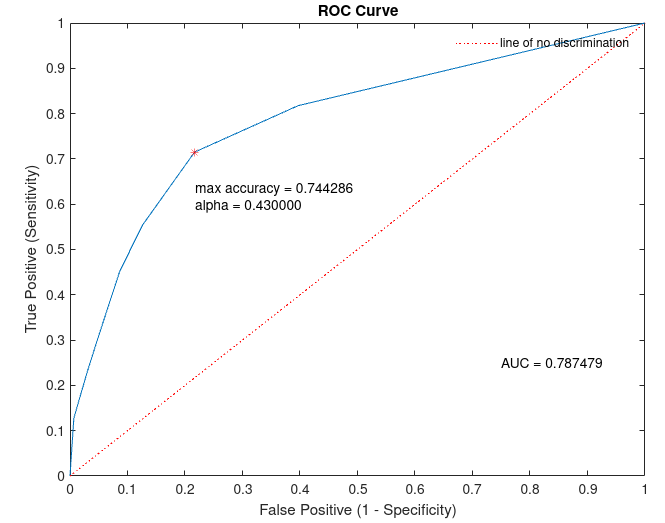 ROC Curve
1
line of no discrimination
0.9
0.8
0.7
max accuracy = 0.744286
0.6
alpha = 0.430000
0.5
0.4
0.3
AUC = 0.787479
0.2
0.1
0
True Positive (Sensitivity)
0 0.1 0.2 0.3 0.4 0.5 0.6 0.7 0.8 0.9 1
False Positive (1 - Specificity)